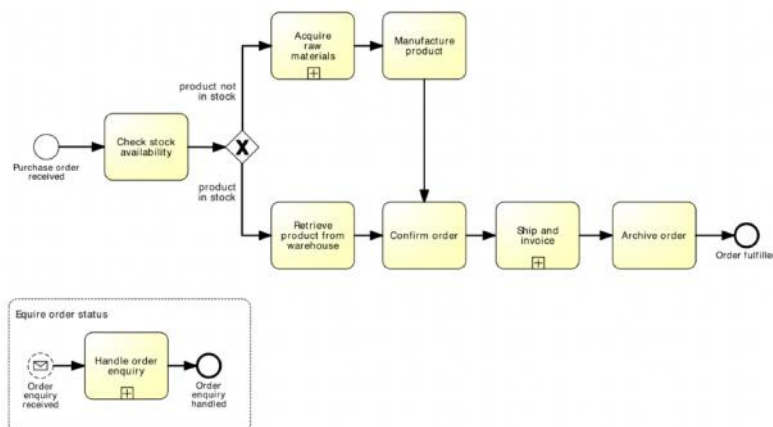 Acquire
raw
materials
Manufacture
product
product not
in stock
Check stock
availability
X
Purchase order
received
product
in stock
Retrieve
product from
warehouse
Confirm order
Ship and
invoice
Archive order
Order fulfille
Equire order status
Handle order
enquiry
Order
enquiry
received
Order
enquiry
handled